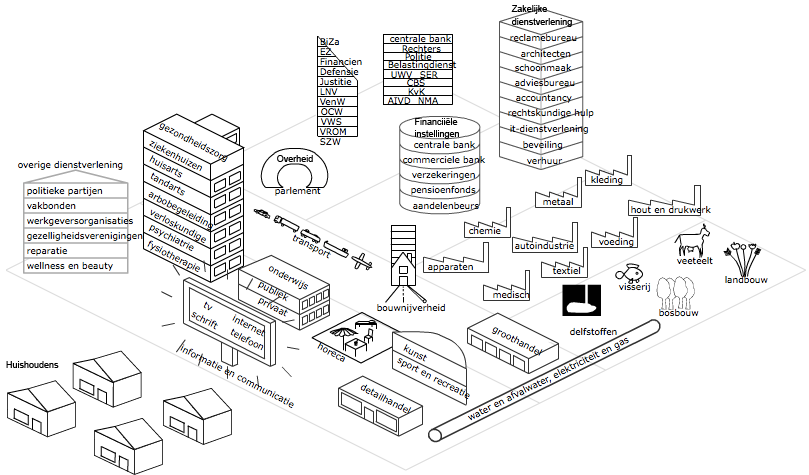 Zakelijke
dienstverlening
reclamebureau
architecten
schoonmaak
adviesbureau
accountancy
rechtskundige hulp
it-dienstverlening
beveiling
verhuur
BiZa
EZ
Financien
Defensie
Justitie
LNV
VenW
OCW
VWS
VROM
SZW
centrale bank
Rechters
Politie
Belastingdienst
UWV SER
CBS
KvK
AIVD NMA
Financiiële
instellingen
centrale bank
commerciele bank
verzekeringen
pensioenfonds
aandelenbeurs
gezondheidszorg
ziekenhuizen
huisarts
tandarts
arbobegeleiding
verloskundige
psychiatrie
fysiotherapie
Overheid
parlement
overige dienstverlening
politieke partijen
vakbonden
werkgeversorganisaties
gezelligheidsverenigingen
reparatie
wellness en beauty
transport
kleding
metaal
hout en drukwerk
chemie
autoindustrie
voeding
apparaten
textiel
medisch
veeteelt
landbouw
visserij
bosbouw
bouwnijverheid
delfstoffen
onderwijs
publiek
privaat
tv
internet
schrift
telefoon
informatie en communicatie
horeca
kunst
sport en recreatie
groothandel
detailhandel
water en afvalwater, elektriciteit en gas
Huishoudens